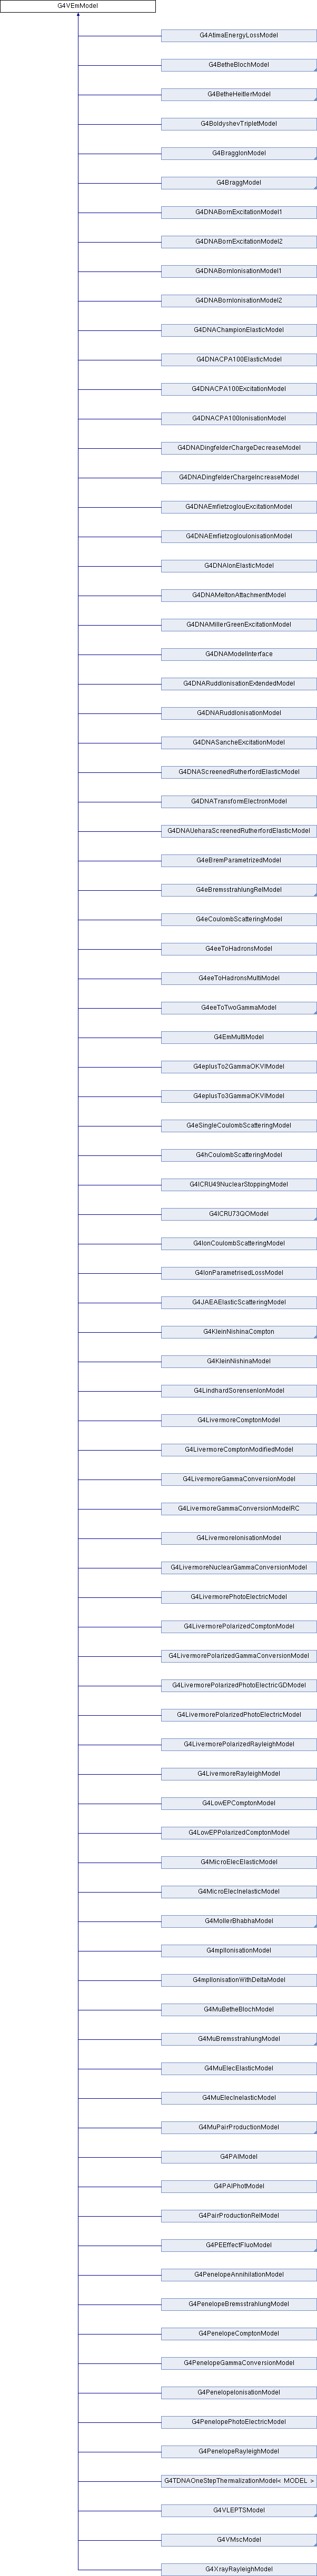 G4VEmModel
G4AtimaEnergyLossModel
G4BetheBlochModel
G4BetheHeitlerModel
G4BoldyshevTripletModel
G4BraggIonModel
G4BraggModel
G4DNABornExcitationModel1
G4DNABornExcitationModel2
G4DNABornIonisationModel1
G4DNABornIonisationModel2
G4DNAChampionElasticModel
G4DNACPA100ElasticModel
G4DNACPA100ExcitationModel
G4DNACPA100IonisationModel
G4DNADingfelderChargeDecreaseModel
G4DNADingfelderChargeIncreaseModel
G4DNAEmfietzoglouExcitationModel
G4DNAEmfietzoglouIonisationModel
G4DNAIonElasticModel
G4DNAMeltonAttachmentModel
G4DNAMillerGreenExcitationModel
G4DNAModelInterface
G4DNARuddIonisationExtendedModel
G4DNARuddIonisationModel
G4DNASancheExcitationModel
G4DNAScreenedRutherfordElasticModel
G4DNATransformElectronModel
G4DNAUeharaScreenedRutherfordElasticModel
G4eBremParametrizedModel
G4eBremsstrahlungRelModel
G4eCoulombScatteringModel
G4eeToHadronsModel
G4eeToHadronsMultiModel
G4eeToTwoGammaModel
G4EmMultiModel
G4eplusTo2GammaOKVIModel
G4eplusTo3GammaOKVIModel
G4eSingleCoulombScatteringModel
G4hCoulombScatteringModel
G4ICRU49NuclearStoppingModel
G4ICRU73QOModel
G4IonCoulombScatteringModel
G4IonParametrisedLossModel
G4JAEAElasticScatteringModel
G4KleinNishinaCompton
G4KleinNishinaModel
G4LindhardSorensenIonModel
G4LivermoreComptonModel
G4LivermoreComptonModifiedModel
G4LivermoreGammaConversionModel
G4LivermoreGammaConversionModelRC
G4LivermoreIonisationModel
G4LivermoreNuclearGammaConversionModel
G4LivermorePhotoElectricModel
G4LivermorePolarizedComptonModel
G4LivermorePolarizedGammaConversionModel
G4LivermorePolarizedPhotoElectricGDModel
G4LivermorePolarizedPhotoElectricModel
G4LivermorePolarizedRayleighModel
G4LivermoreRayleighModel
G4LowEPComptonModel
G4LowEPPolarizedComptonModel
G4MicroElecElasticModel
G4MicroElecInelasticModel
G4MollerBhabhaModel
G4mplIonisationModel
G4mplIonisationWithDeltaModel
G4MuBetheBlochModel
G4MuBremsstrahlungModel
G4MuElecElasticModel
G4MuElecInelasticModel
G4MuPairProductionModel
G4PAIModel
G4PAIPhotModel
G4PairProductionRelModel
G4PEEffectFluoModel
G4PenelopeAnnihilationModel
G4PenelopeBremsstrahlungModel
G4PenelopeComptonModel
G4PenelopeGammaConversionModel
G4PenelopeIonisationModel
G4PenelopePhotoElectricModel
G4PenelopeRayleighModel
G4TDNAOneStepThermalizationModel< MODEL >
G4VLEPTSModel
G4VMscModel
G4XrayRayleighModel